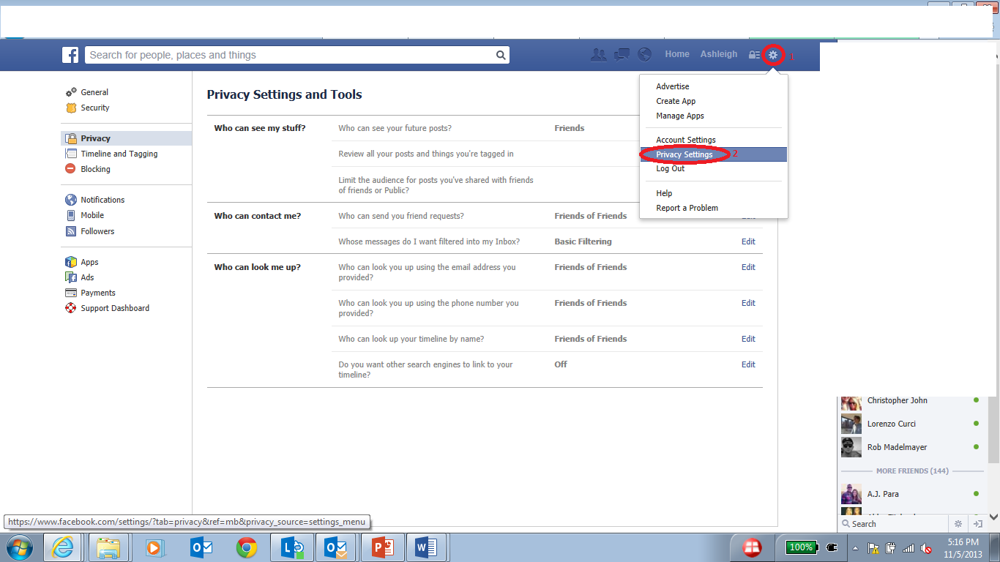 Search for people, places and things
Home
Ashleigh
1
Advertise
Create App
Manage Apps
Account Settings
Privacy Settings 2
Log Out
Help
Report a Problem
General
Security
Privacy
Timeline and Tagging
Blocking
Notifications
Mobile
Followers
Apps
Ads
Payments
Support Dashboard
Privacy Settings and Tools
Who can see my stuff?
Who can see your future posts?
Friends
Review all your posts and things you're tagged in
Limit the audience for posts you've shared with friends
of friends or Public?
Who can contact me?
Who can send you friend requests?
Friends of Friends
Edit
Whose messages do I want filtered into my Inbox?
Basic Filtering
Edit
Who can look me up?
Who can look you up using the email address you
provided?
Friends of Friends
Edit
Who can look you up using the phone number you
provided?
Friends of Friends
Edit
Who can look up your timeline by name?
Friends of Friends
Edit
Do you want other search engines to link to your
timeline?
Off
Edit
Christopher John
Lorenzo Curci
Rob Madelmayer
MORE FRIENDS (144)
A.J. Para
Search
https://www.facebook.com/settings/?tab=privacy&ref=mb&privacy_source=settings_menu
100%
5:16 PM
11/5/2013